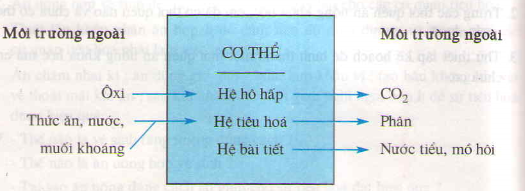 Môi trường ngoài
CƠ THỂ
Môi trường ngoài
Ôxi
Hệ hô hấp
CO2
Thức ăn, nước,
muối khoáng
Hệ tiêu hoá
Phân
Hệ bài tiết
Nước tiểu, mồ hôi